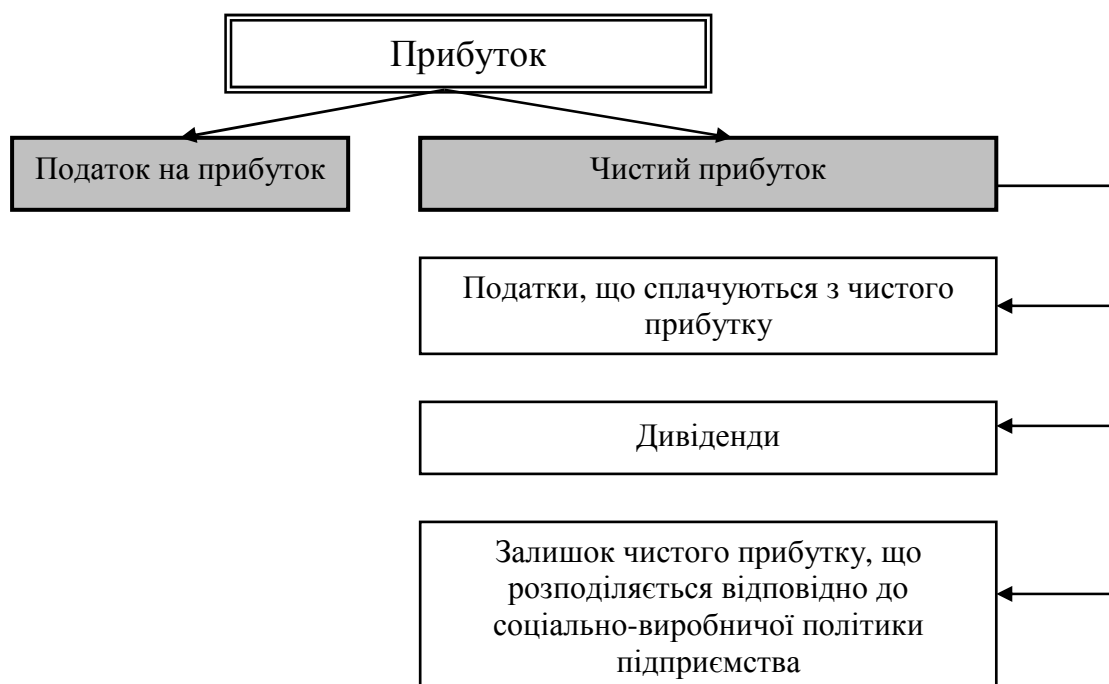 Прибуток
Податок на прибуток
Чистий прибуток
Податки, що сплачуються з чистого
прибутку
Дивіденди
Залишок чистого прибутку, що
розподіляється відповідно до
соціально-виробничої політики
підприємства